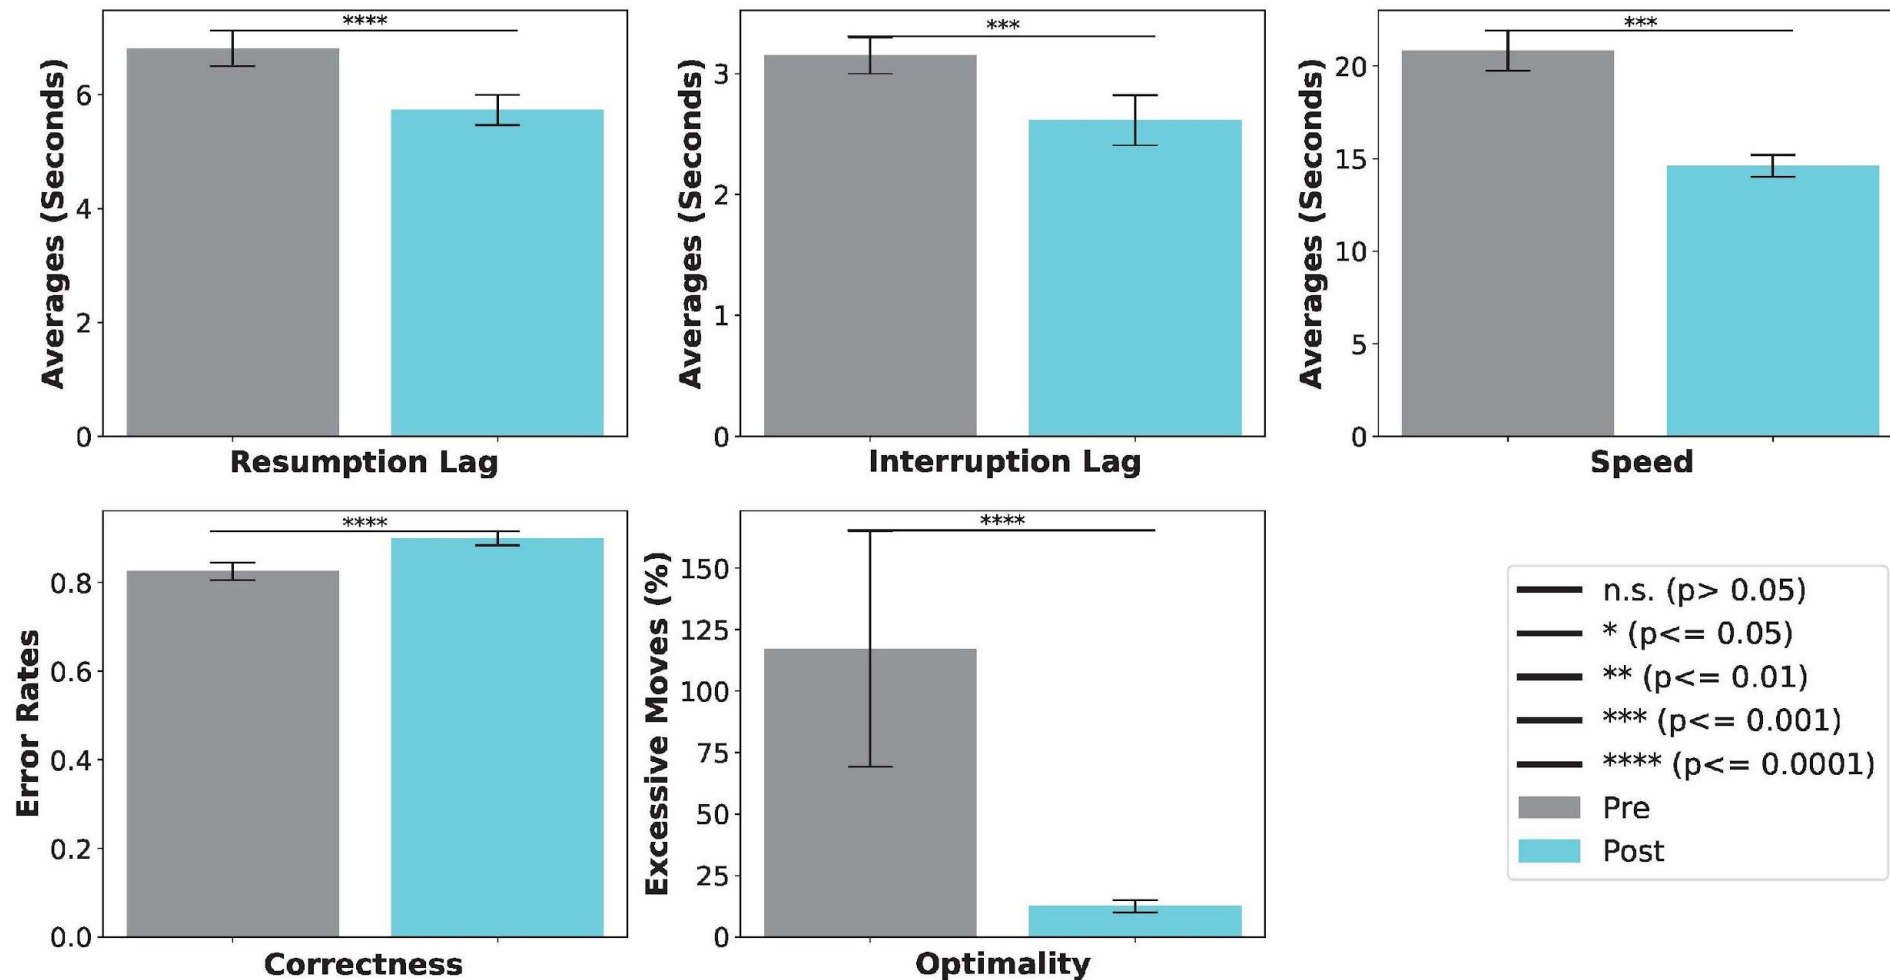 ****
Averages (Seconds)
6
4
2
0
Resumption Lag
***
Averages (Seconds)
3
2
1
0
Interruption Lag
***
Averages (Seconds)
20
15
10
5
0
Speed
****
Error Rates
0.8
0.6
0.4
0.2
0.0
Correctness
****
Excessive Moves (%)
150
125
100
75
50
25
0
Optimality
n.s. (p> 0.05)
* (p<= 0.05)
** (p<= 0.01)
*** (p<= 0.001)
**** (p<= 0.0001)
Pre
Post